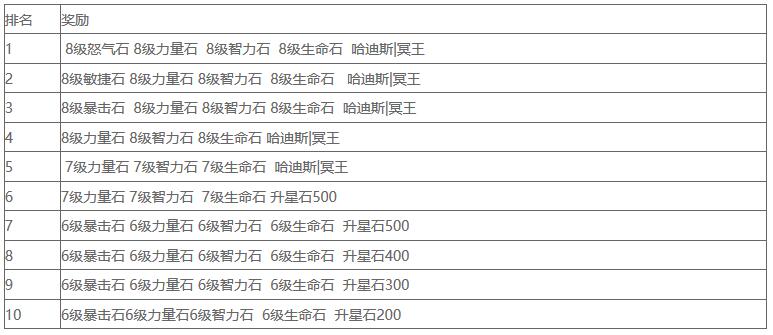 排名 奖励
1 8级怒气石 8级力量石 8级智力石 8级生命石 哈迪斯|冥王
2 8级敏捷石 8级力量石 8级智力石 8级生命石 哈迪斯|冥王
3 8级暴击石 8级力量石 8级智力石 8级生命石 哈迪斯|冥王
4 8级力量石 8级智力石 8级生命石 哈迪斯|冥王
5 7级力量石 7级智力石 7级生命石 哈迪斯|冥王
6 7级力量石 7级智力石 7级生命石 升星石500
7 6级暴击石 6级力量石 6级智力石 6级生命石 升星石500
8 6级暴击石 6级力量石 6级智力石 6级生命石 升星石400
9 6级暴击石 6级力量石 6级智力石 6级生命石 升星石300
10 6级暴击石6级力量石6级智力石 6级生命石 升星石200